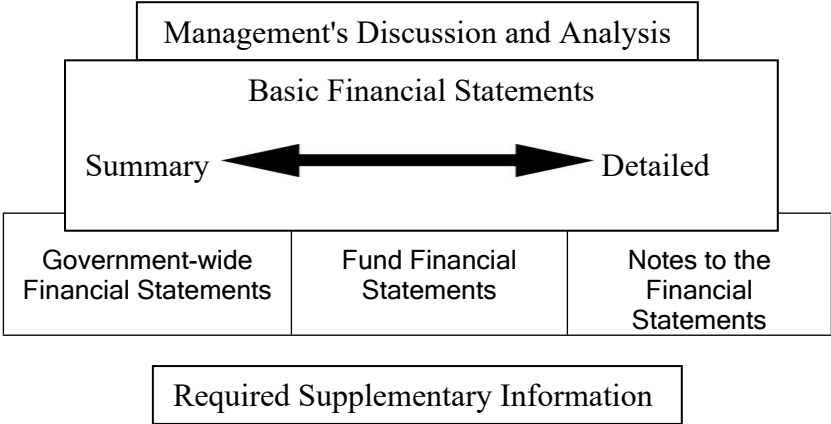 Management's Discussion and Analysis
Basic Financial Statements
Summary
Detailed
Government-wide
Financial Statements
Fund Financial
Statements
Notes to the
Financial
Statements
Required Supplementary Information